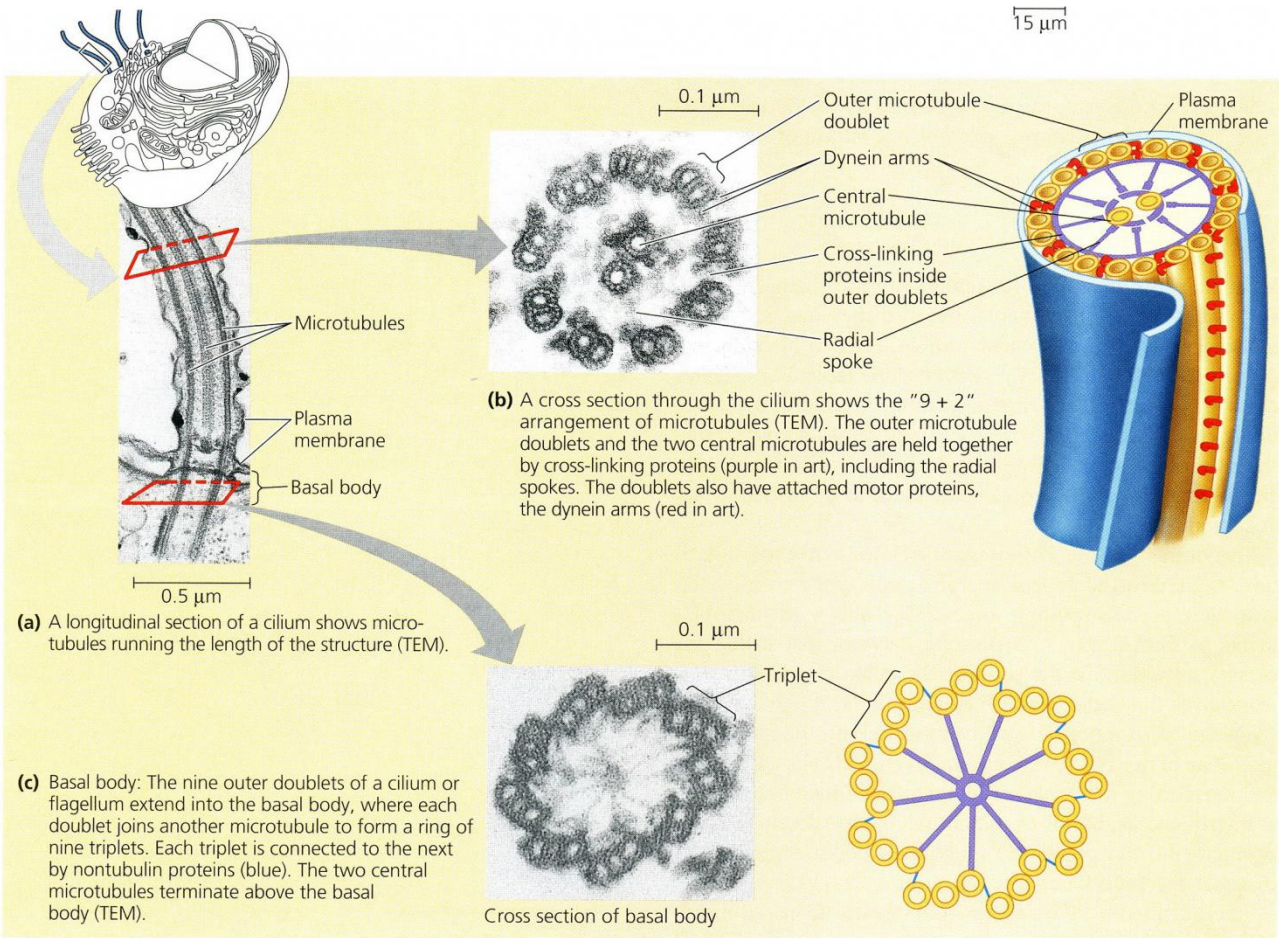 15 μm
0.1 μm
Outer microtubule
doublet
Plasma
membrane
Dynein arms
Central
microtubule
Cross-linking
proteins inside
outer doublets
Radial
spoke
Microtubules
Plasma
membrane
Basal body
0.5 μm
(a) A longitudinal section of a cilium shows micro-
tubules running the length of the structure (TEM).
(b) A cross section through the cilium shows the "9 + 2"
arrangement of microtubules (TEM). The outer microtubule
doublets and the two central microtubules are held together
by cross-linking proteins (purple in art), including the radial
spokes. The doublets also have attached motor proteins,
the dynein arms (red in art).
0.1 μm
Triplet
(c) Basal body: The nine outer doublets of a cilium or
flagellum extend into the basal body, where each
doublet joins another microtubule to form a ring of
nine triplets. Each triplet is connected to the next
by nontubulin proteins (blue). The two central
microtubules terminate above the basal
body (TEM).
Cross section of basal body